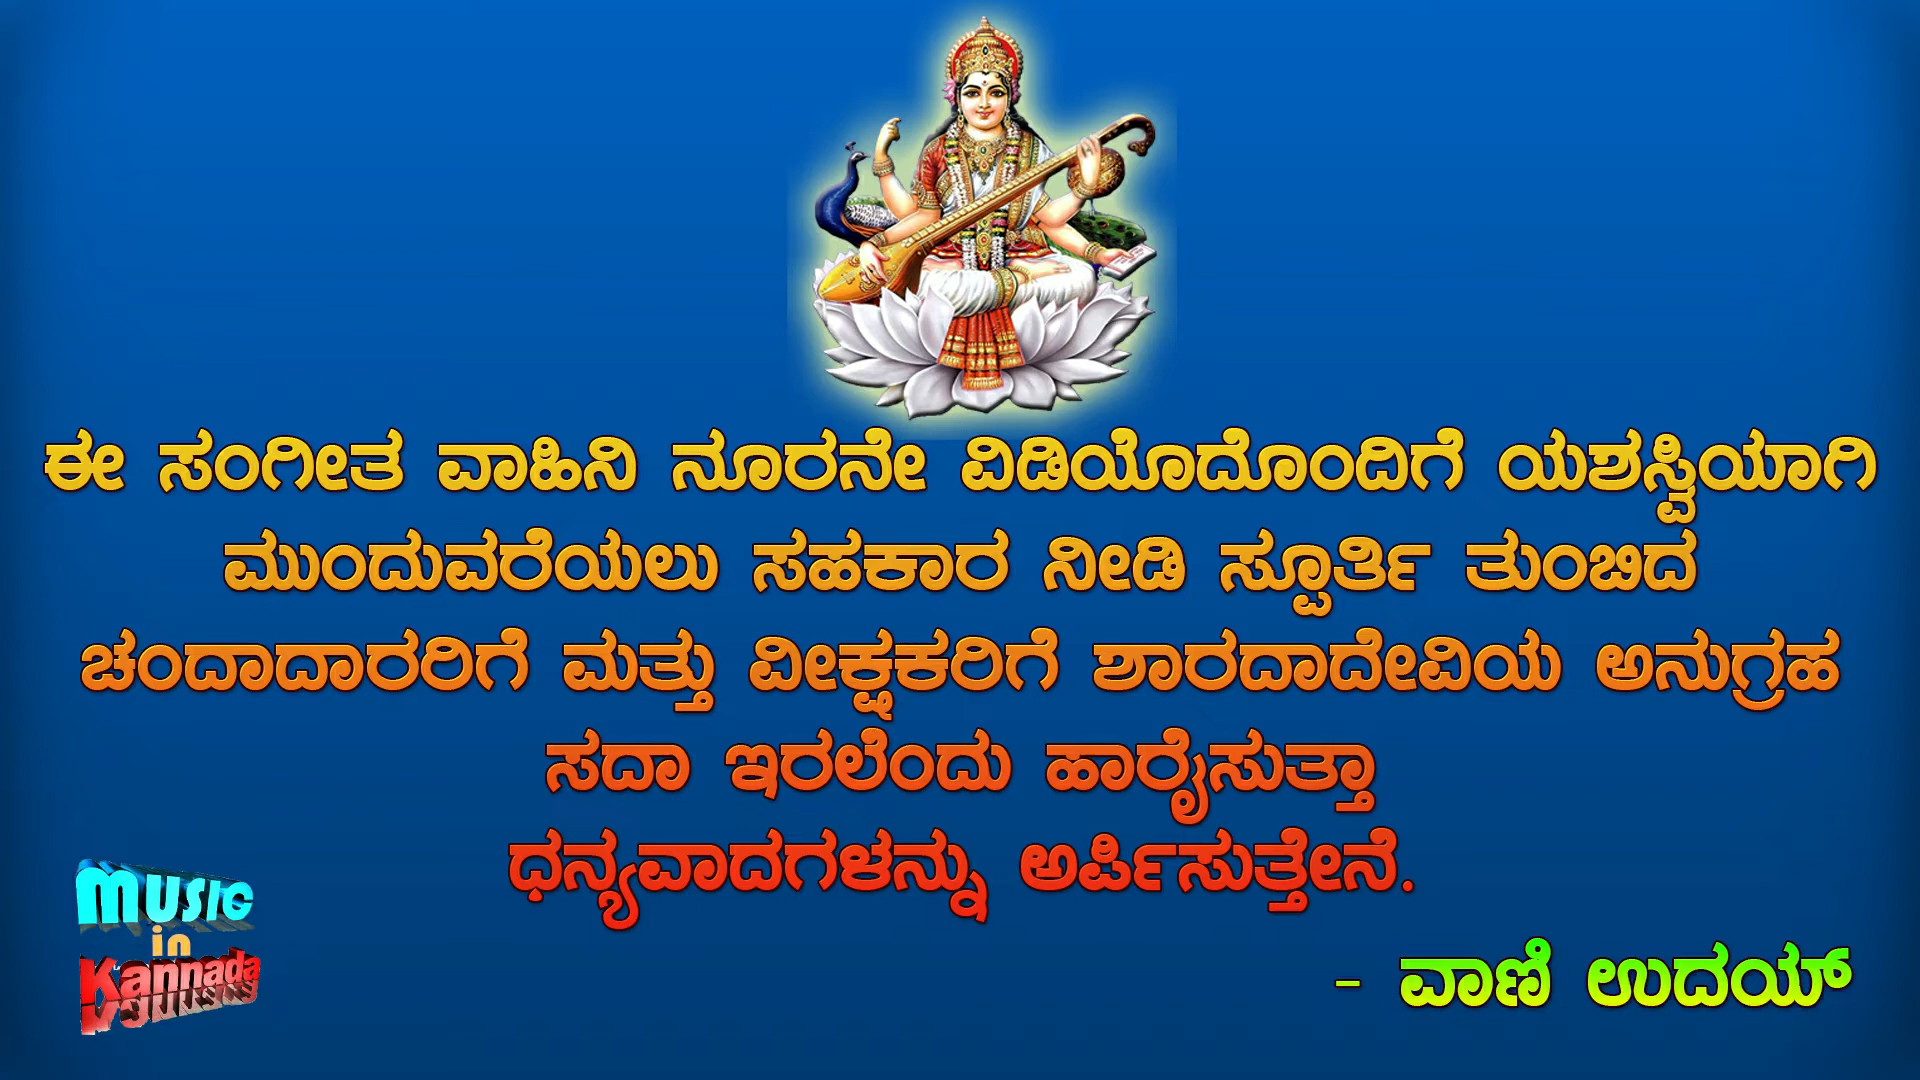 ಈ ಸಂಗೀತ ವಾಹಿನಿ ನೂರನೇ ವಿಡಿಯೊದೊಂದಿಗೆ ಯಶಸ್ವಿಯಾಗಿ
ಮುಂದುವರೆಯಲು ಸಹಕಾರ ನೀಡಿ ಸ್ಪೂರ್ತಿ ತುಂಬಿದ
ಚಂದಾದಾರರಿಗೆ ಮತ್ತು ವೀಕ್ಷಕರಿಗೆ ಶಾರದಾದೇವಿಯ ಅನುಗ್ರಹ
ಸದಾ ಇರಲೆಂದು ಹಾರೈಸುತ್ತಾ
ಧನ್ಯವಾದಗಳನ್ನು ಅರ್ಪಿಸುತ್ತೇನೆ.
- ವಾಣಿ ಉದಯ್
MUSIC
in
Kannada